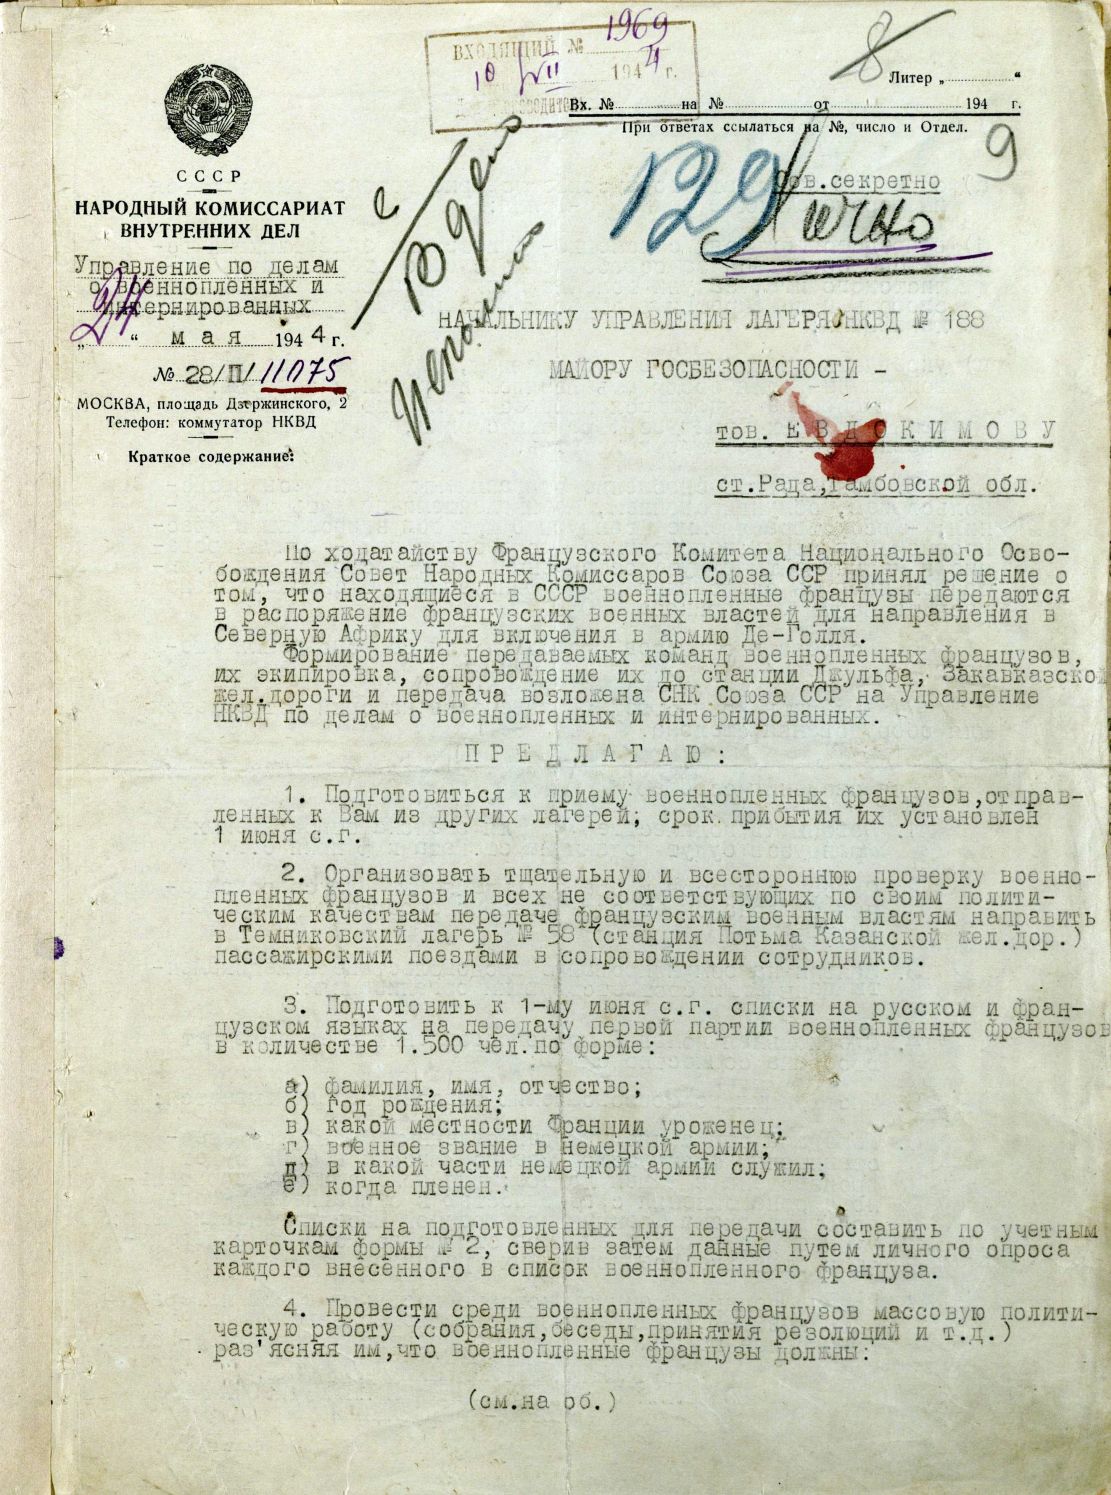 1969
ВХОДЯЩИЙ №
10 VII 1944 г.
8
Литер „ “
Вх. № на № от 194 г.
При ответах ссылаться на №, число и Отдел.
9
129
Сов.секретно
Лично
СССР
НАРОДНЫЙ КОМИССАРИАТ
ВНУТРЕННИХ ДЕЛ
Управление по делам
о военнопленных и
интернированных
„24“ мая 1944 г.
№ 28/П/11075
МОСКВА, площадь Дзержинского, 2
Телефон: коммутатор НКВД
Краткое содержание:
В дело
НАЧАЛЬНИКУ УПРАВЛЕНИЯ ЛАГЕРЯ НКВД № 188
МАЙОРУ ГОСБЕЗОПАСНОСТИ -
тов. ЕВДОКИМОВУ
ст.Рада,Тамбовской обл.
По ходатайству Французского Комитета Национального Осво-
бождения Совет Народных Комиссаров Союза ССР принял решение о
том, что находящиеся в СССР военнопленные французы передаются
в распоряжение французских военных властей для направления в
Северную Африку для включения в армию Де-Голля.
Формирование передаваемых команд военнопленных французов,
их экипировка, сопровождение их до станции Джульфа, Закавказской
жел.дороги и передача возложена СНК Союза ССР на Управление
НКВД по делам о военнопленных и интернированных.
ПРЕДЛАГАЮ:
1. Подготовиться к приему военнопленных французов,отправ-
ленных к Вам из других лагерей; срок прибытия их установлен
1 июня с.г.
2. Организовать тщательную и всестороннюю проверку военно-
пленных французов и всех не соответствующих по своим полити-
ческим качествам передаче французским военным властям направить
в Темниковский лагерь № 58 (станция Потьма Казанской жел.дор.)
пассажирскими поездами в сопровождении сотрудников.
3. Подготовить к 1-му июня с.г. списки на русском и фран-
цузском языках на передачу первой партии военнопленных французов
в количестве 1.500 чел.по форме:
а) фамилия, имя, отчество;
б) год рождения;
в) какой местности Франции уроженец;
г) военное звание в немецкой армии;
д) в какой части немецкой армии служил;
е) когда пленен.
Списки на подготовленных для передачи составить по учетным
карточкам формы № 2, сверив затем данные путем личного опроса
каждого внесенного в список военнопленного француза.
4. Провести среди военнопленных французов массовую полити-
ческую работу (собрания,беседы,принятия резолюций и т.д.)
раз'ясняя им,что военнопленные французы должны:
(см.на об.)